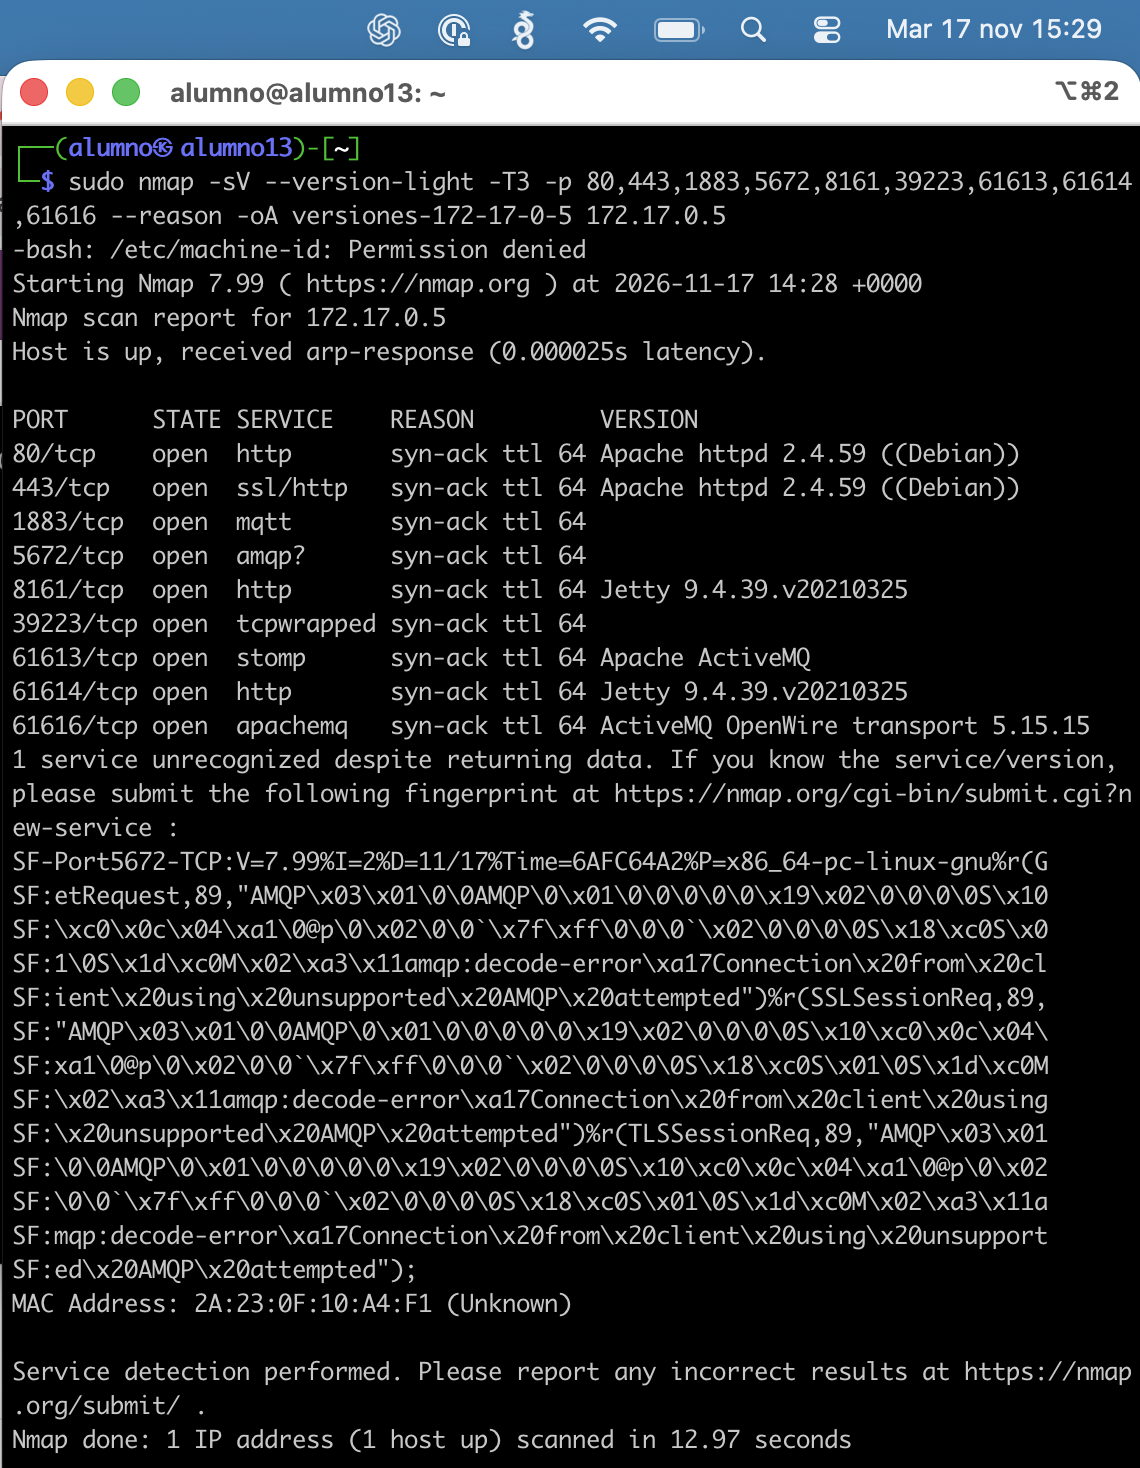 Mar 17 nov 15:29
alumno@alumno13: ~
⌥⌘2
┌──(alumno㉿ alumno13)-[~]
└─$ sudo nmap -sV --version-light -T3 -p 80,443,1883,5672,8161,39223,61613,61614
,61616 --reason -oA versiones-172-17-0-5 172.17.0.5
-bash: /etc/machine-id: Permission denied
Starting Nmap 7.99 ( https://nmap.org ) at 2026-11-17 14:28 +0000
Nmap scan report for 172.17.0.5
Host is up, received arp-response (0.000025s latency).
PORT      STATE SERVICE    REASON         VERSION
80/tcp    open  http       syn-ack ttl 64 Apache httpd 2.4.59 ((Debian))
443/tcp   open  ssl/http   syn-ack ttl 64 Apache httpd 2.4.59 ((Debian))
1883/tcp  open  mqtt       syn-ack ttl 64
5672/tcp  open  amqp?      syn-ack ttl 64
8161/tcp  open  http       syn-ack ttl 64 Jetty 9.4.39.v20210325
39223/tcp open  tcpwrapped syn-ack ttl 64
61613/tcp open  stomp      syn-ack ttl 64 Apache ActiveMQ
61614/tcp open  http       syn-ack ttl 64 Jetty 9.4.39.v20210325
61616/tcp open  apachemq   syn-ack ttl 64 ActiveMQ OpenWire transport 5.15.15
1 service unrecognized despite returning data. If you know the service/version,
please submit the following fingerprint at https://nmap.org/cgi-bin/submit.cgi?n
ew-service :
SF-Port5672-TCP:V=7.99%I=2%D=11/17%Time=6AFC64A2%P=x86_64-pc-linux-gnu%r(G
SF:etRequest,89,"AMQP\x03\x01\0\0AMQP\0\x01\0\0\0\0\0\x19\x02\0\0\0\0S\x10
SF:\xc0\x0c\x04\xa1\0@p\0\x02\0\0`\x7f\xff\0\0\0`\x02\0\0\0\0S\x18\xc0S\x0
SF:1\0S\x1d\xc0M\x02\xa3\x11amqp:decode-error\xa17Connection\x20from\x20cl
SF:ient\x20using\x20unsupported\x20AMQP\x20attempted")%r(SSLSessionReq,89,
SF:"AMQP\x03\x01\0\0AMQP\0\x01\0\0\0\0\0\x19\x02\0\0\0\0S\x10\xc0\x0c\x04\
SF:xa1\0@p\0\x02\0\0`\x7f\xff\0\0\0`\x02\0\0\0\0S\x18\xc0S\x01\0S\x1d\xc0M
SF:\x02\xa3\x11amqp:decode-error\xa17Connection\x20from\x20client\x20using
SF:\x20unsupported\x20AMQP\x20attempted")%r(TLSSessionReq,89,"AMQP\x03\x01
SF:\0\0AMQP\0\x01\0\0\0\0\0\x19\x02\0\0\0\0S\x10\xc0\x0c\x04\xa1\0@p\0\x02
SF:\0\0`\x7f\xff\0\0\0`\x02\0\0\0\0S\x18\xc0S\x01\0S\x1d\xc0M\x02\xa3\x11a
SF:mqp:decode-error\xa17Connection\x20from\x20client\x20using\x20unsupport
SF:ed\x20AMQP\x20attempted");
MAC Address: 2A:23:0F:10:A4:F1 (Unknown)
Service detection performed. Please report any incorrect results at https://nmap
.org/submit/ .
Nmap done: 1 IP address (1 host up) scanned in 12.97 seconds